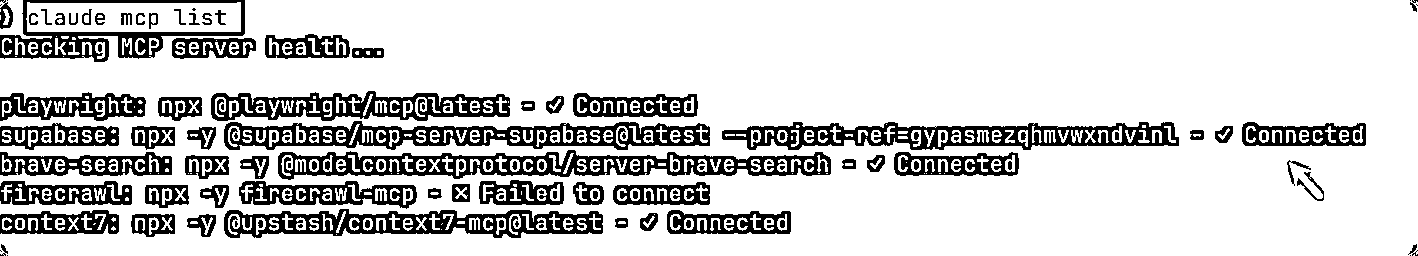 ❯ claude mcp list
Checking MCP server health...
playwright: npx @playwright/mcp@latest - ✓ Connected
supabase: npx -y @supabase/mcp-server-supabase@latest --project-ref=gypasmezqhmvwxndvinl - ✓ Connected
brave-search: npx -y @modelcontextprotocol/server-brave-search - ✓ Connected
firecrawl: npx -y firecrawl-mcp - ✗ Failed to connect
context7: npx -y @upstash/context7-mcp@latest - ✓ Connected